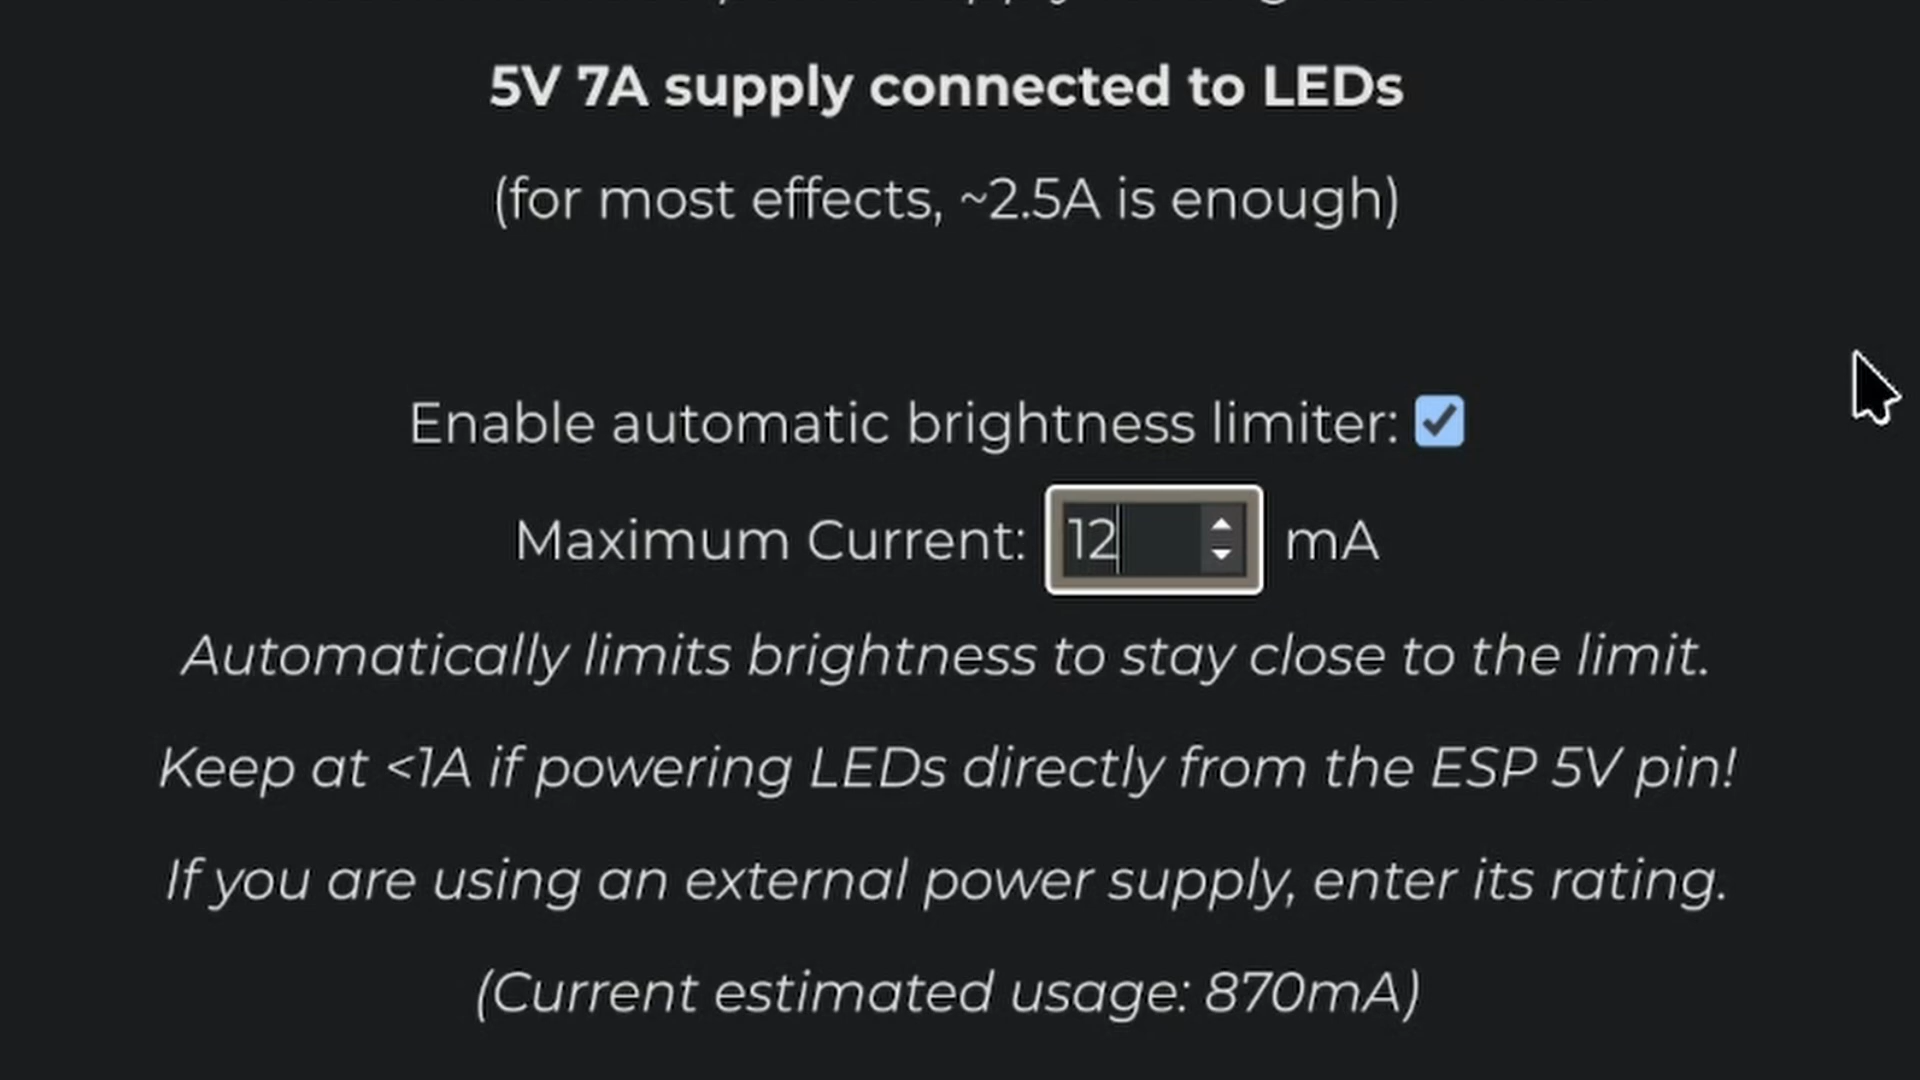 5V 7A supply connected to LEDs
(for most effects, ~2.5A is enough)
Enable automatic brightness limiter:
Maximum Current: 12 mA
Automatically limits brightness to stay close to the limit.
Keep at <1A if powering LEDs directly from the ESP 5V pin!
If you are using an external power supply, enter its rating.
(Current estimated usage: 870mA)